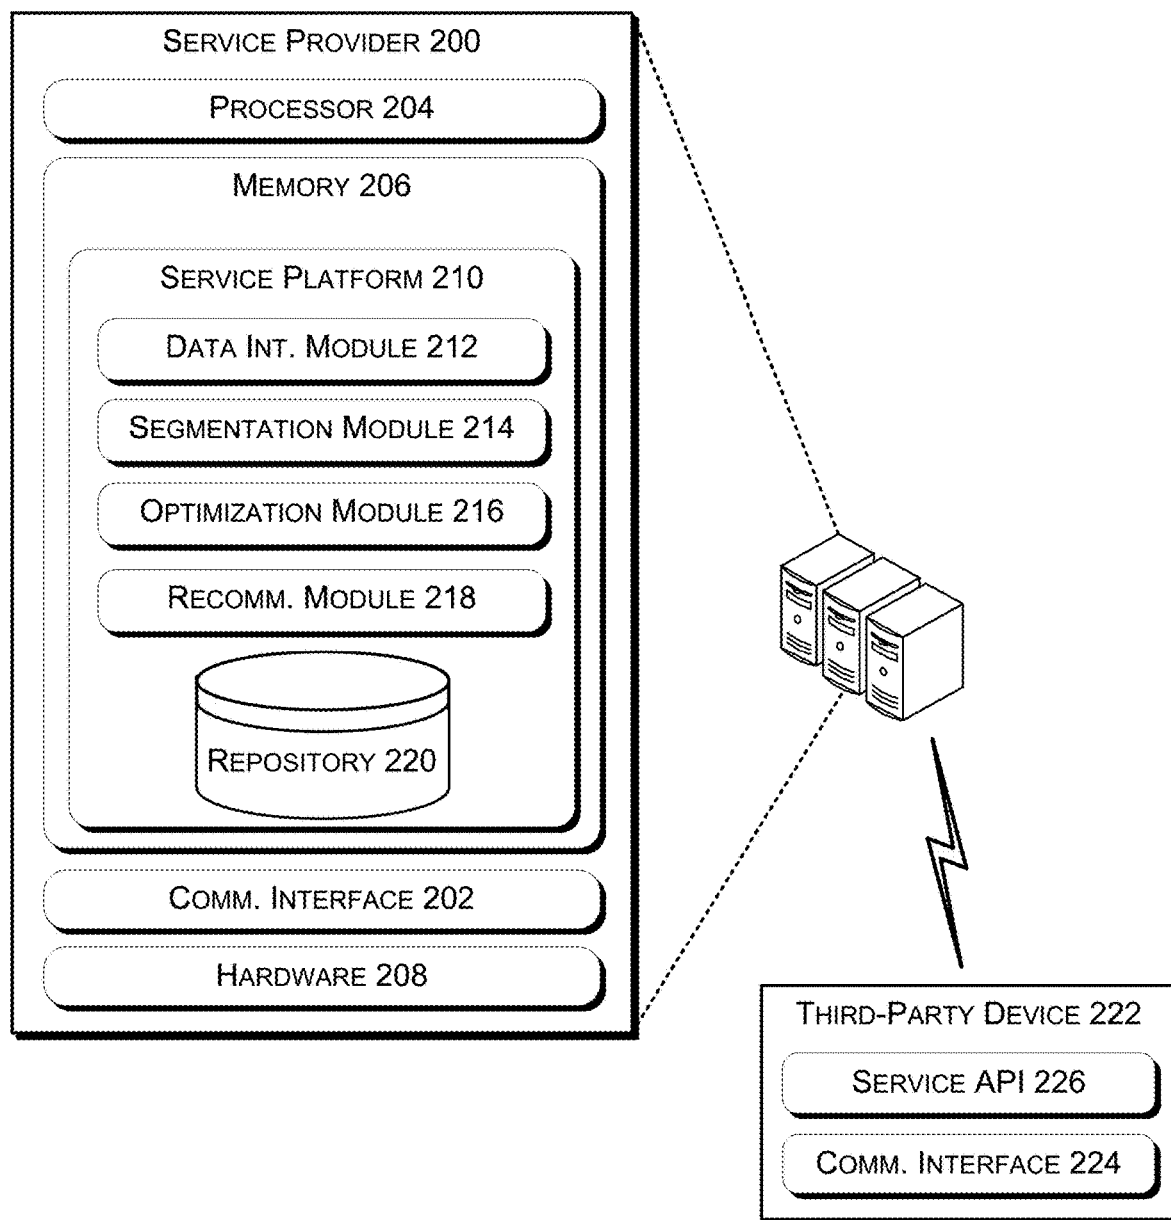 SERVICE PROVIDER 200
PROCESSOR 204
MEMORY 206
SERVICE PLATFORM 210
DATA INT. MODULE 212
SEGMENTATION MODULE 214
OPTIMIZATION MODULE 216
RECOMM. MODULE 218
REPOSITORY 220
COMM. INTERFACE 202
HARDWARE 208
THIRD-PARTY DEVICE 222
SERVICE API 226
COMM. INTERFACE 224